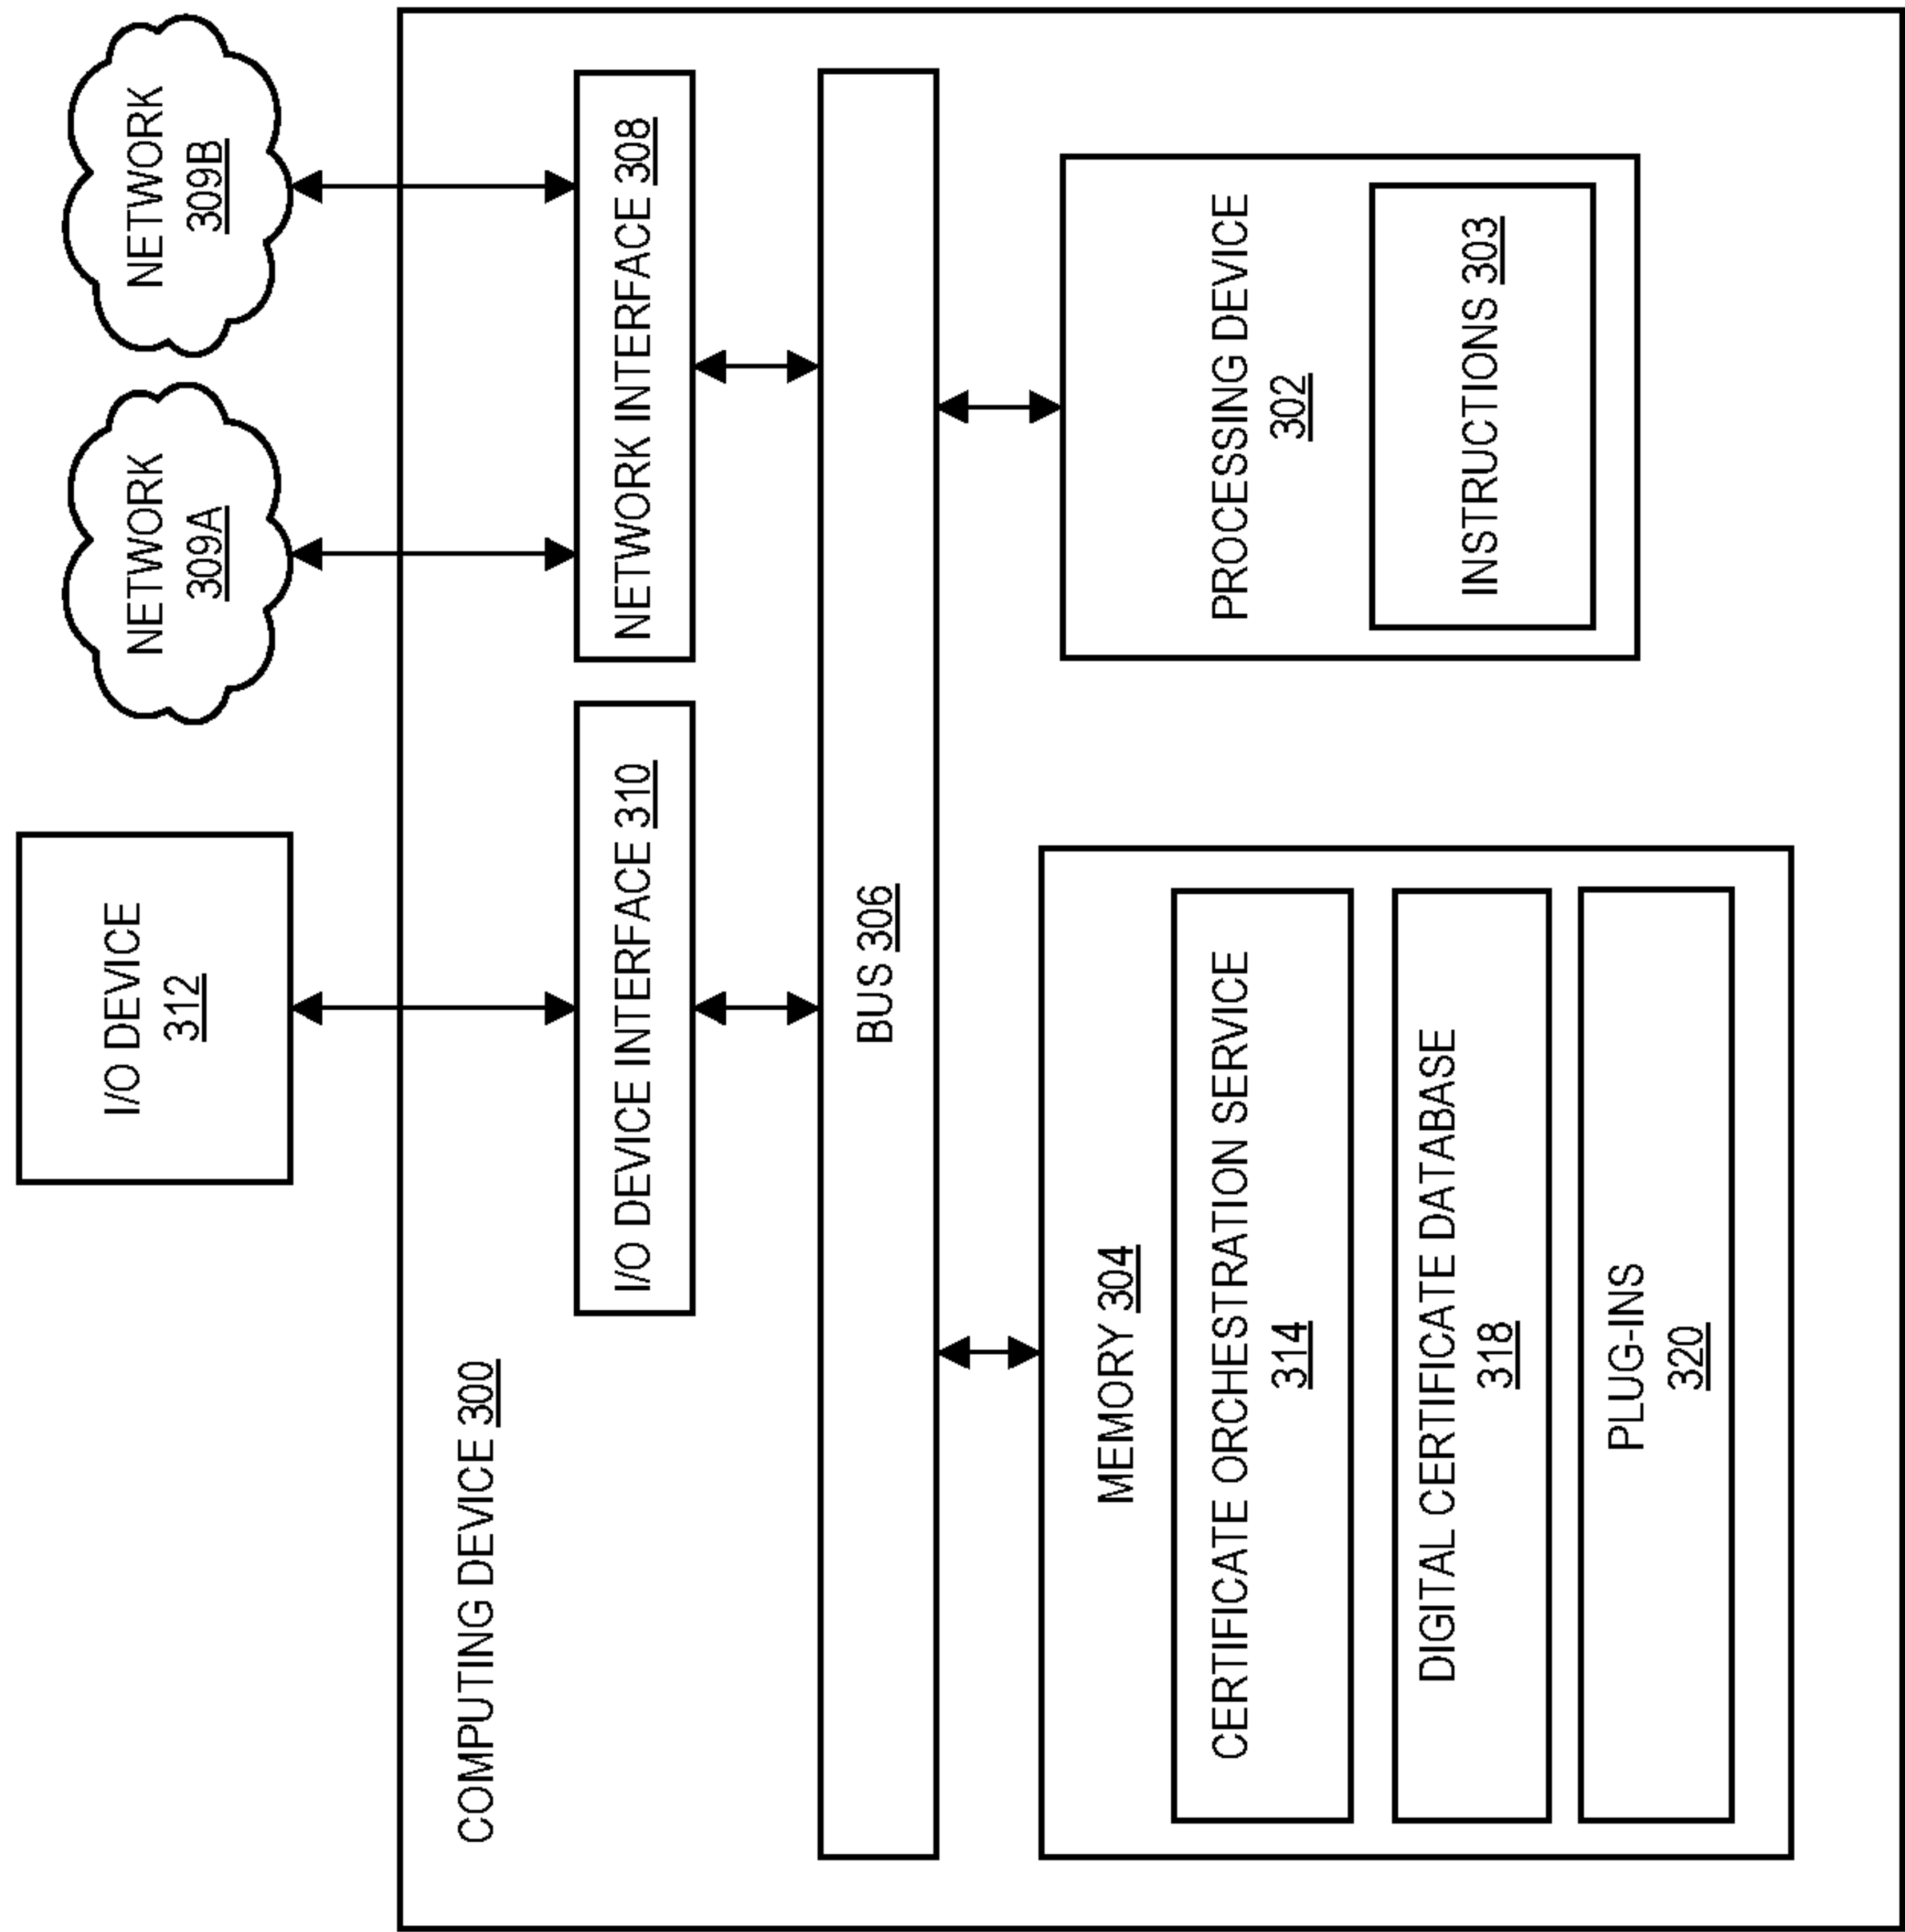 I/O DEVICE
312
NETWORK
309A
NETWORK
309B
COMPUTING DEVICE 300
I/O DEVICE INTERFACE 310
NETWORK INTERFACE 308
BUS 306
MEMORY 304
CERTIFICATE ORCHESTRATION SERVICE
314
DIGITAL CERTIFICATE DATABASE
318
PLUG-INS
320
PROCESSING DEVICE
302
INSTRUCTIONS 303